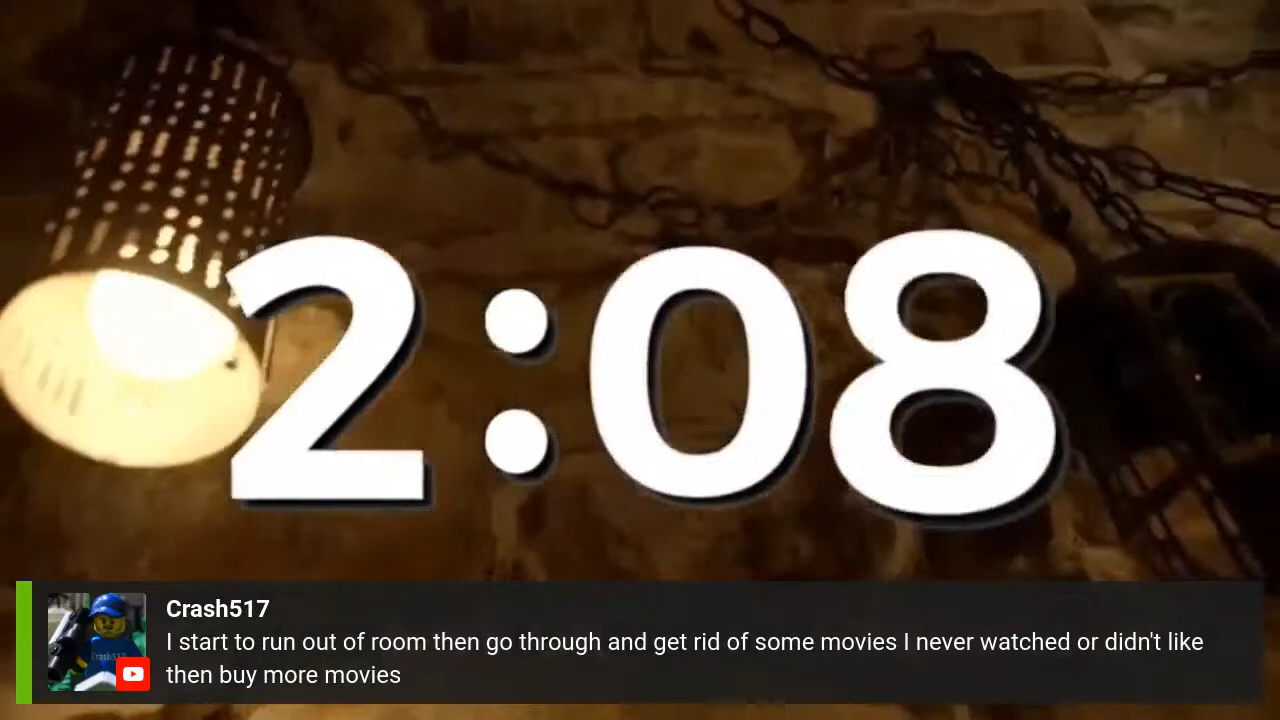 2:08
Crash517
I start to run out of room then go through and get rid of some movies I never watched or didn't like
then buy more movies